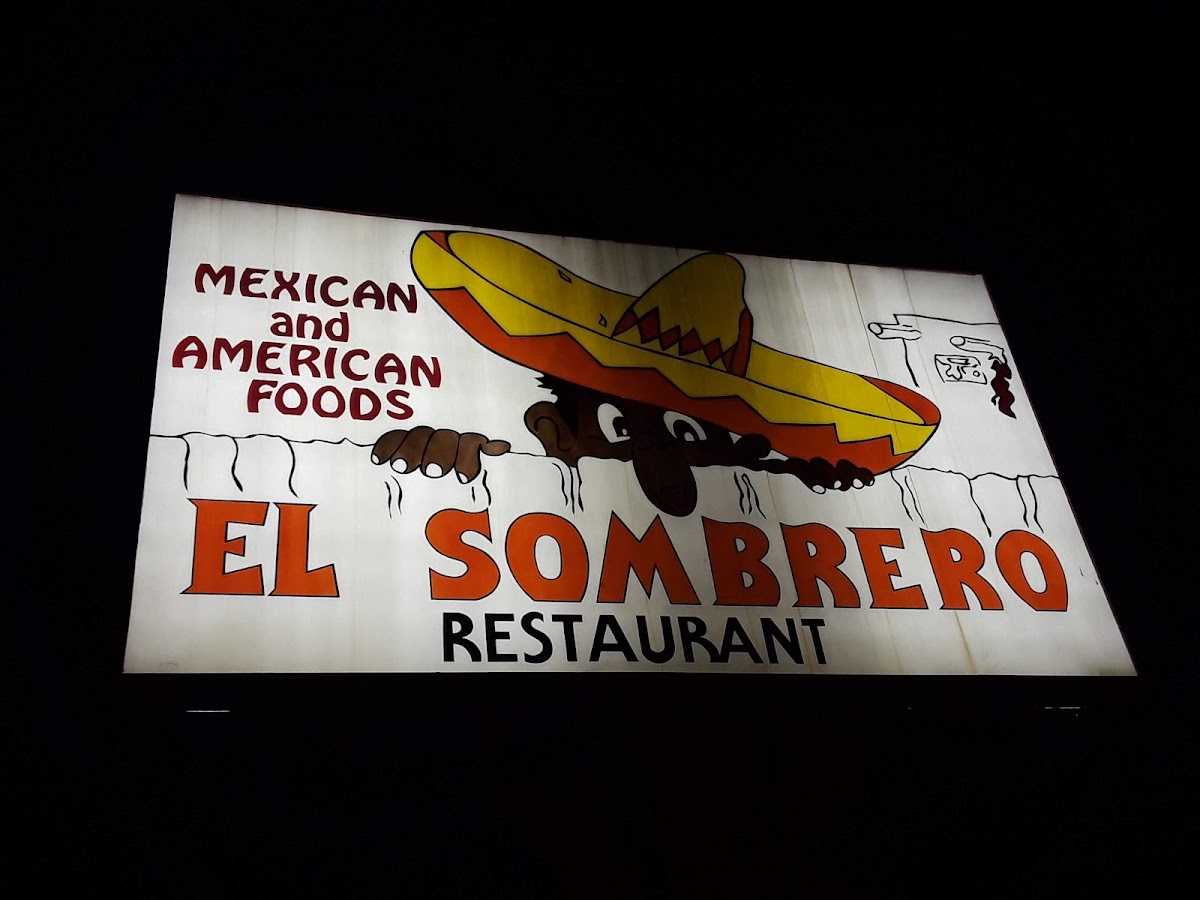 MEXICAN
and
AMERICAN
FOODS
EL SOMBRERO
RESTAURANT